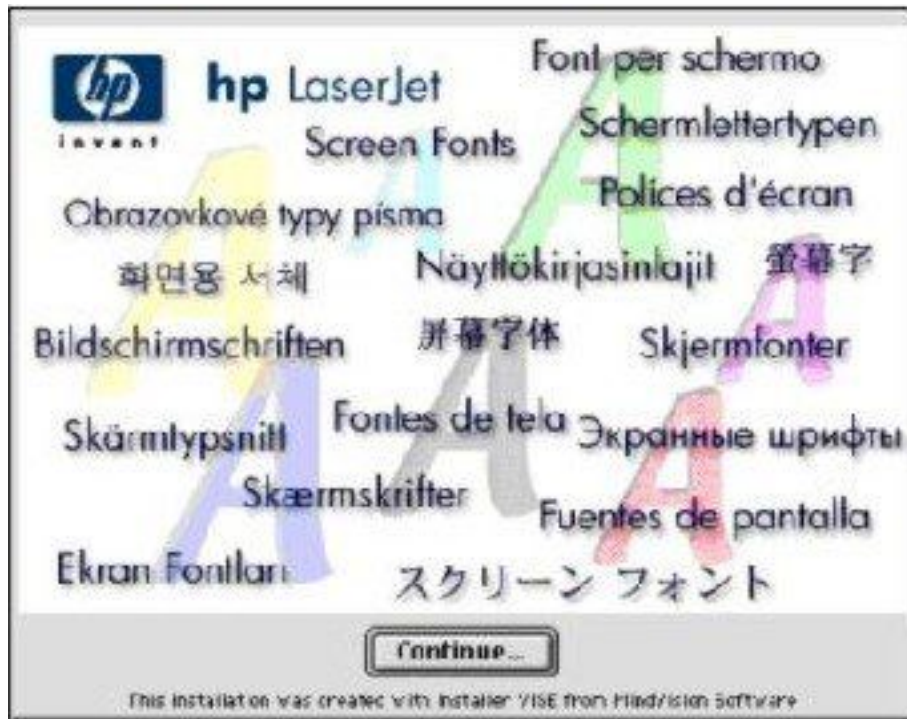 Font per schermo
hp
invent
hp LaserJet
Schermlettertypen
Screen Fonts
Polices d'écran
Obrazovkové typy písma
화면용 서체
Näyttökirjasinlajit
螢幕字
Bildschirmschriften
屏幕字体
Skjermfonter
Skärmtypsnitt
Fontes de tela
Экранные шрифты
Skærmskrifter
Fuentes de pantalla
Ekran Fontları
スクリーン フォント
Continue...
This installation was created with Installer VISE from MindVision Software